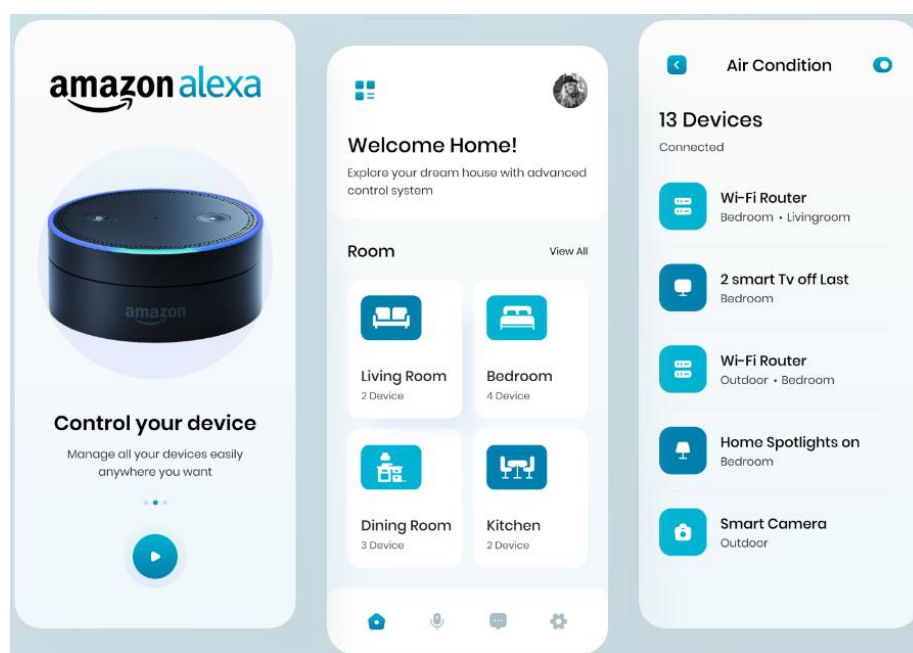 amazon alexa
amazon
Control your device
Manage all your devices easily
anywhere you want
Welcome Home!
Explore your dream house with advanced
control system
Room
View All
Living Room
2 Device
Bedroom
4 Device
Dining Room
3 Device
Kitchen
2 Device
Air Condition
13 Devices
Connected
Wi-Fi Router
Bedroom • Livingroom
2 smart Tv off Last
Bedroom
Wi-Fi Router
Outdoor • Bedroom
Home Spotlights on
Bedroom
Smart Camera
Outdoor